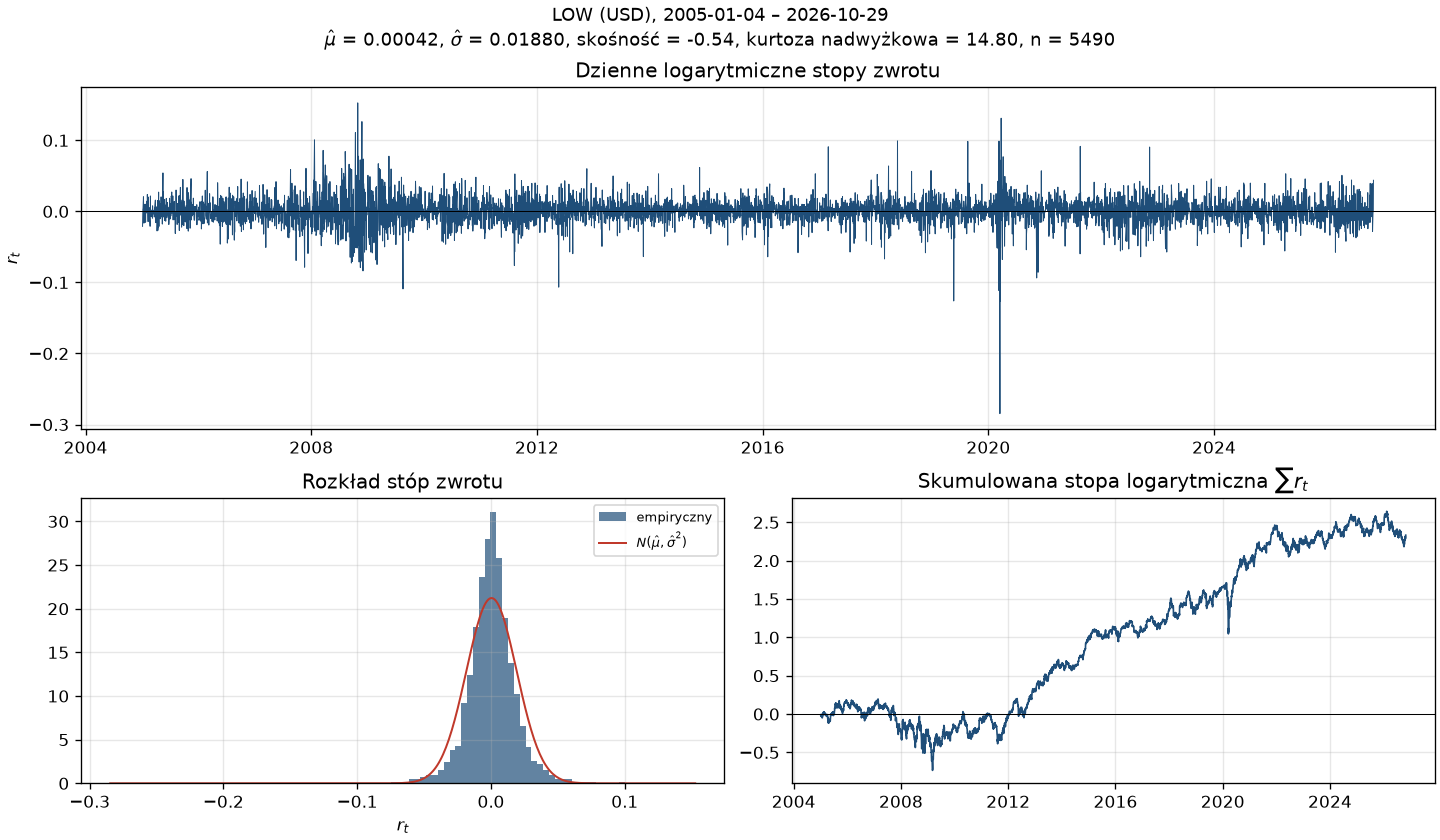 LOW (USD), 2005-01-04 – 2026-10-29
μ̂ = 0.00042, σ̂ = 0.01880, skośność = -0.54, kurtoza nadwyżkowa = 14.80, n = 5490
Dzienne logarytmiczne stopy zwrotu
0.1
0.0
−0.1
−0.2
−0.3
r_t
2004 2008 2012 2016 2020 2024
Rozkład stóp zwrotu
empiryczny
N(μ̂, σ̂²)
30
25
20
15
10
5
0
−0.3 −0.2 −0.1 0.0 0.1
r_t
Skumulowana stopa logarytmiczna ∑r_t
2.5
2.0
1.5
1.0
0.5
0.0
−0.5
2004 2008 2012 2016 2020 2024